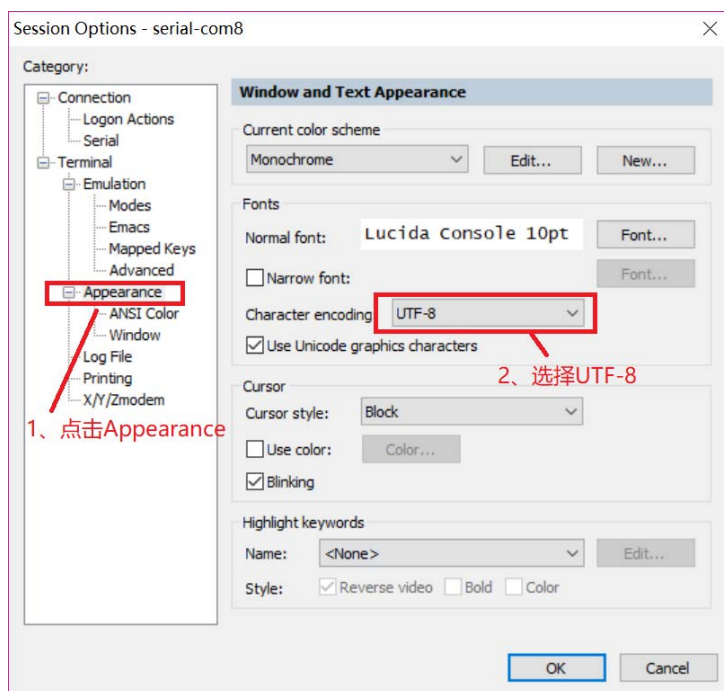 Session Options - serial-com8
Category:
Connection
Logon Actions
Serial
Terminal
Emulation
Modes
Emacs
Mapped Keys
Advanced
Appearance
ANSI Color
Window
Log File
Printing
X/Y/Zmodem
1、点击Appearance
Window and Text Appearance
Current color scheme
Monochrome Edit... New...
Fonts
Normal font: Lucida Console 10pt Font...
Narrow font: Font...
Character encoding UTF-8
Use Unicode graphics characters
2、选择UTF-8
Cursor
Cursor style: Block
Use color: Color...
Blinking
Highlight keywords
Name: <None> Edit...
Style: Reverse video Bold Color
OK Cancel